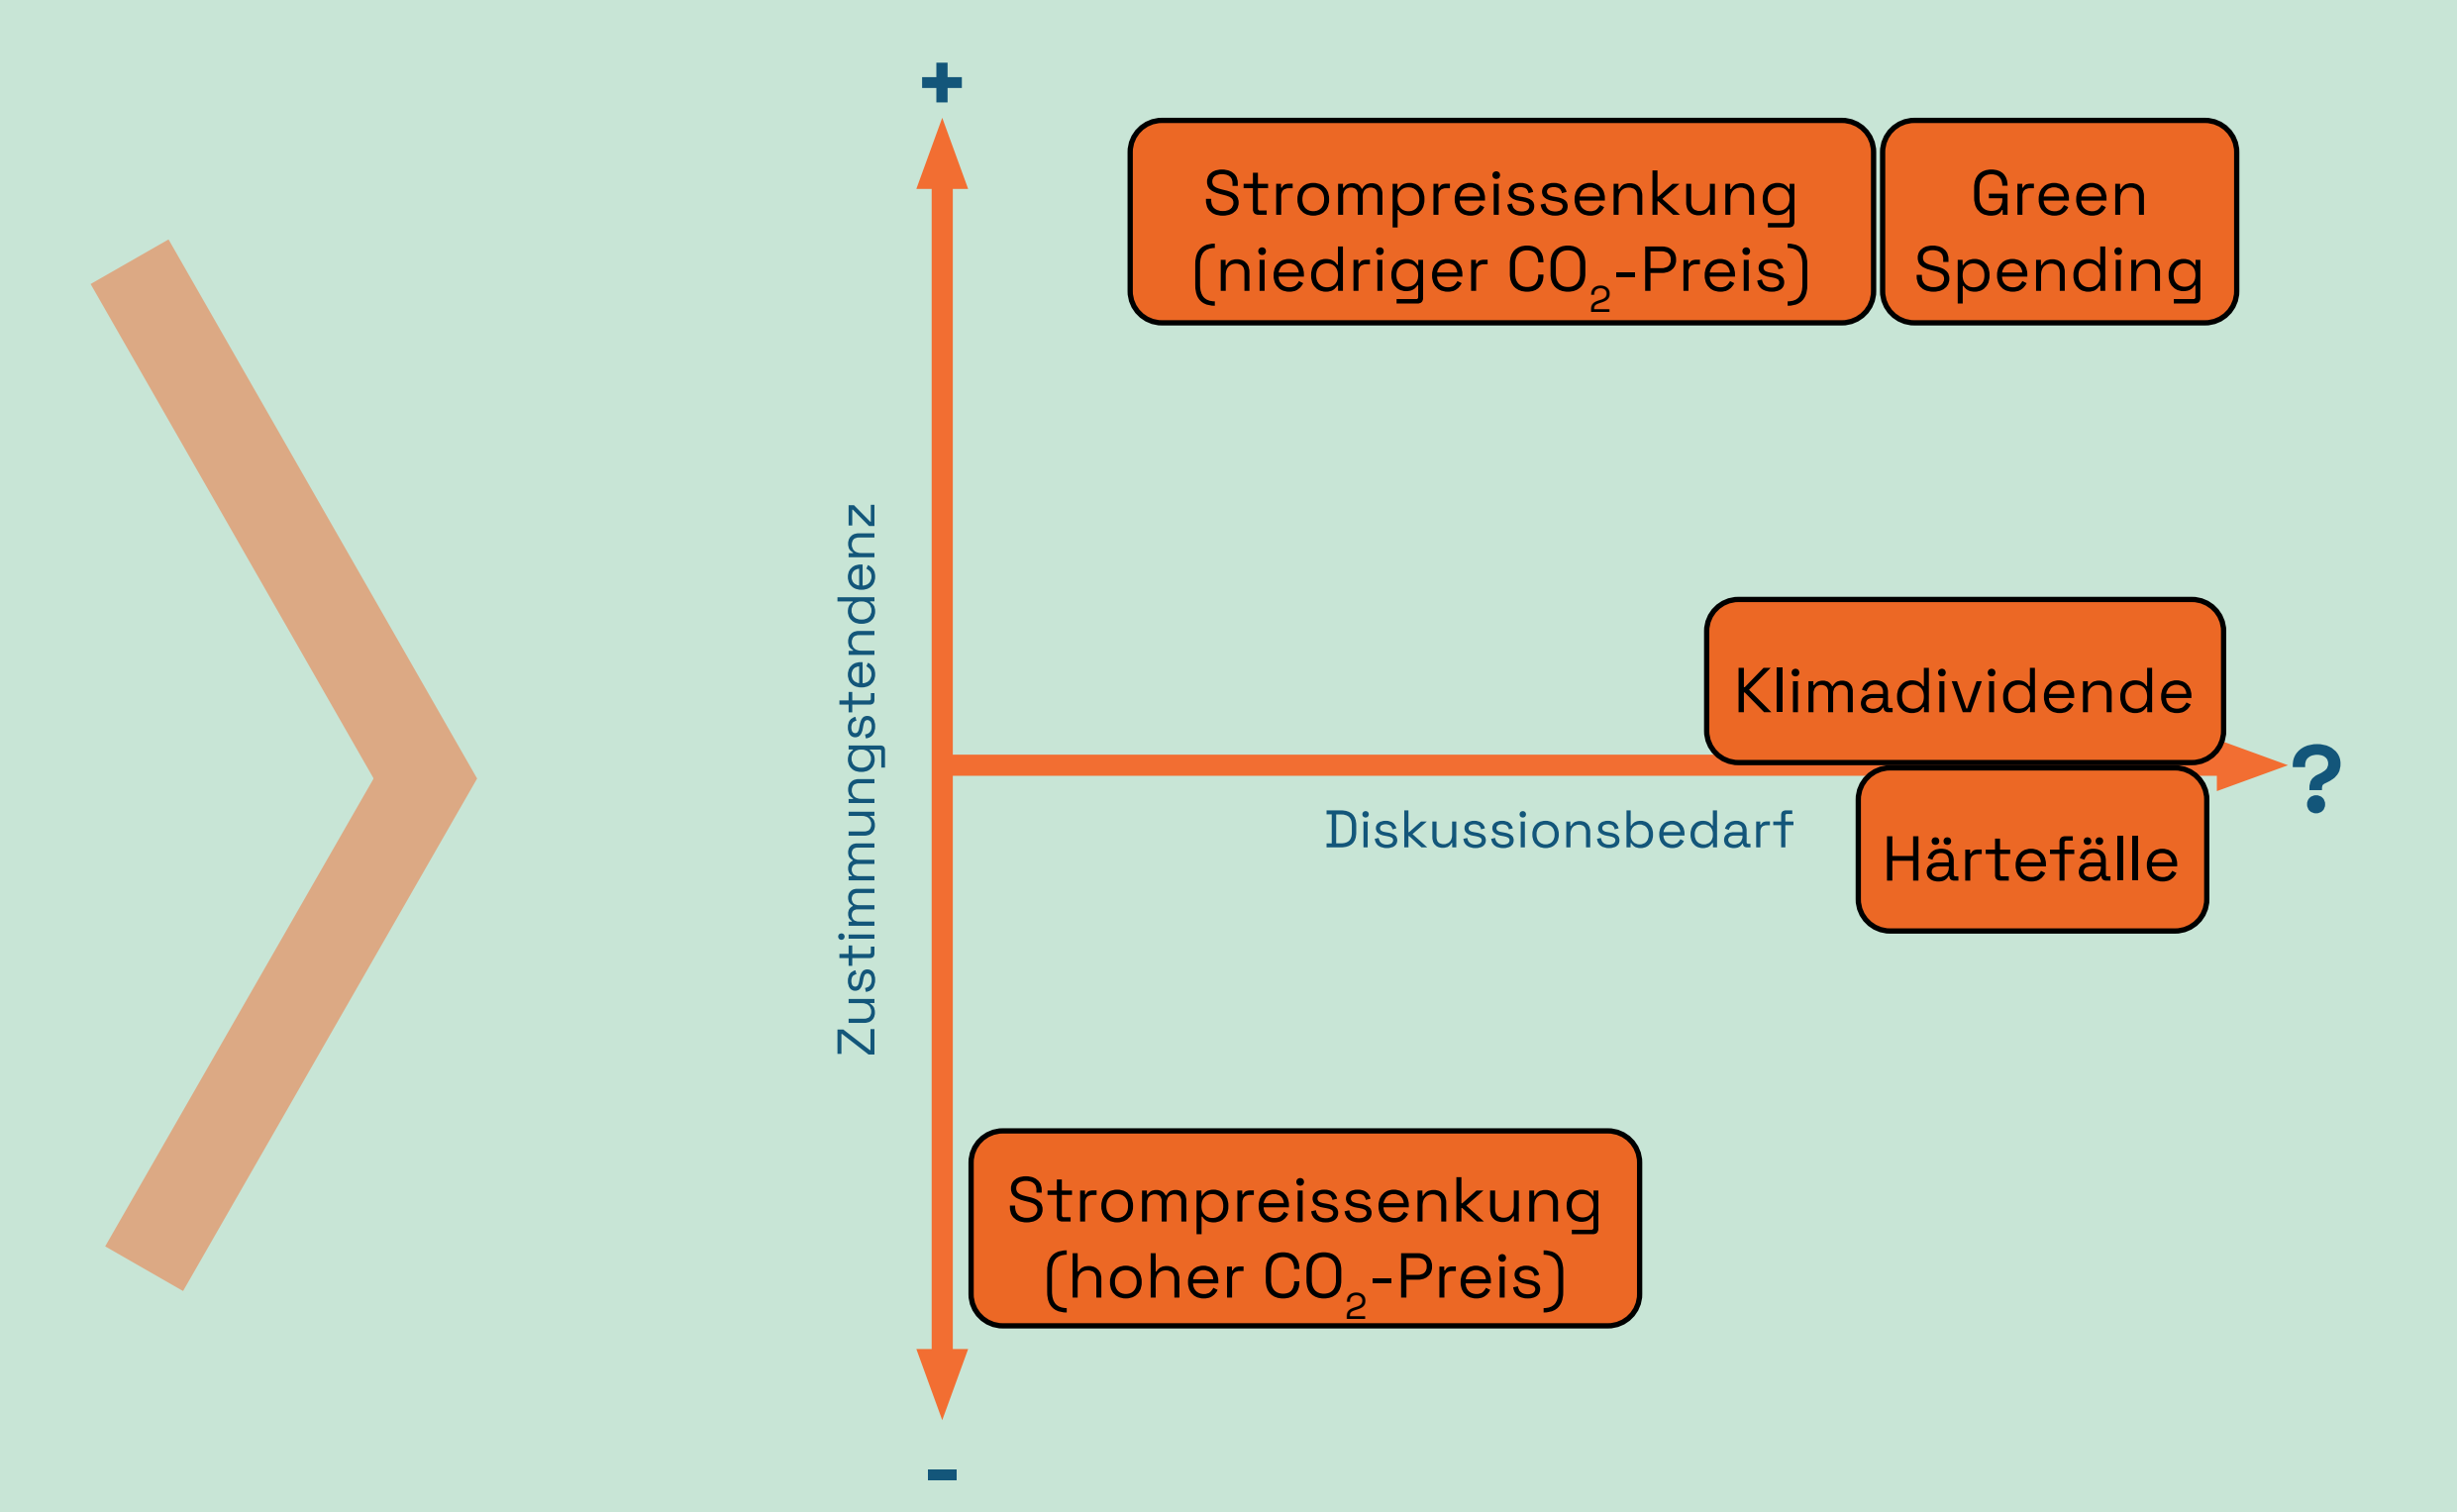 +
Strompreissenkung
(niedriger CO₂-Preis)
Green
Spending
Zustimmungstendenz
Klimadividende
?
Diskussionsbedarf
Härtefälle
Strompreissenkung
(hoher CO₂-Preis)
-